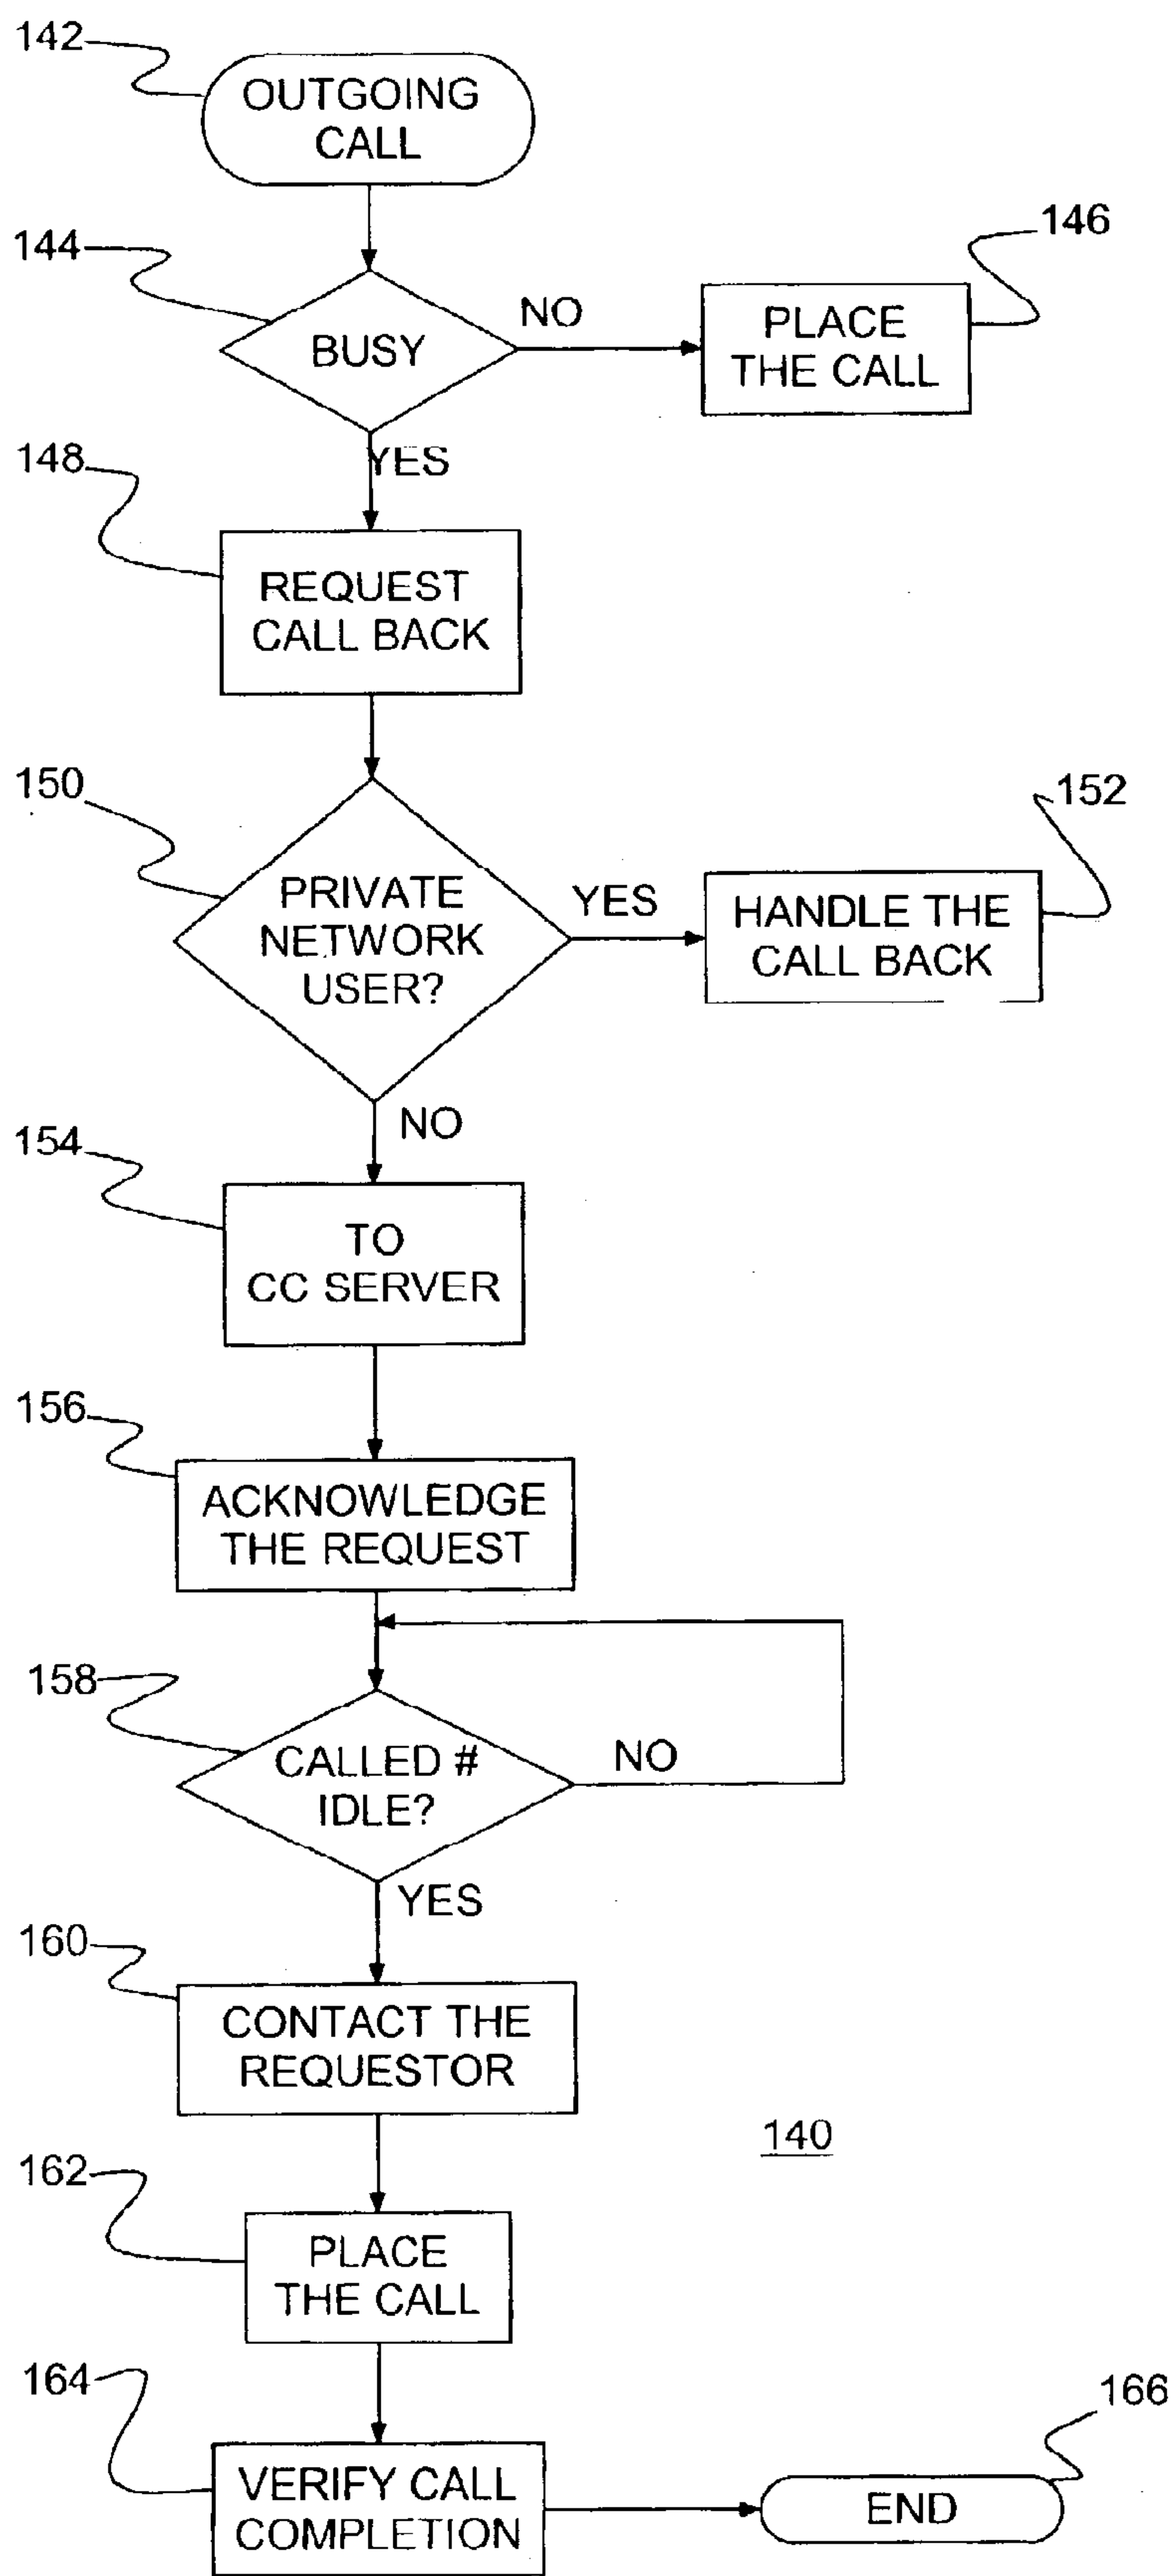 142
OUTGOING
CALL
144
BUSY
NO
146
PLACE
THE CALL
YES
148
REQUEST
CALL BACK
150
PRIVATE
NETWORK
USER?
YES
152
HANDLE THE
CALL BACK
NO
154
TO
CC SERVER
156
ACKNOWLEDGE
THE REQUEST
158
CALLED #
IDLE?
NO
YES
160
CONTACT THE
REQUESTOR
140
162
PLACE
THE CALL
164
VERIFY CALL
COMPLETION
166
END